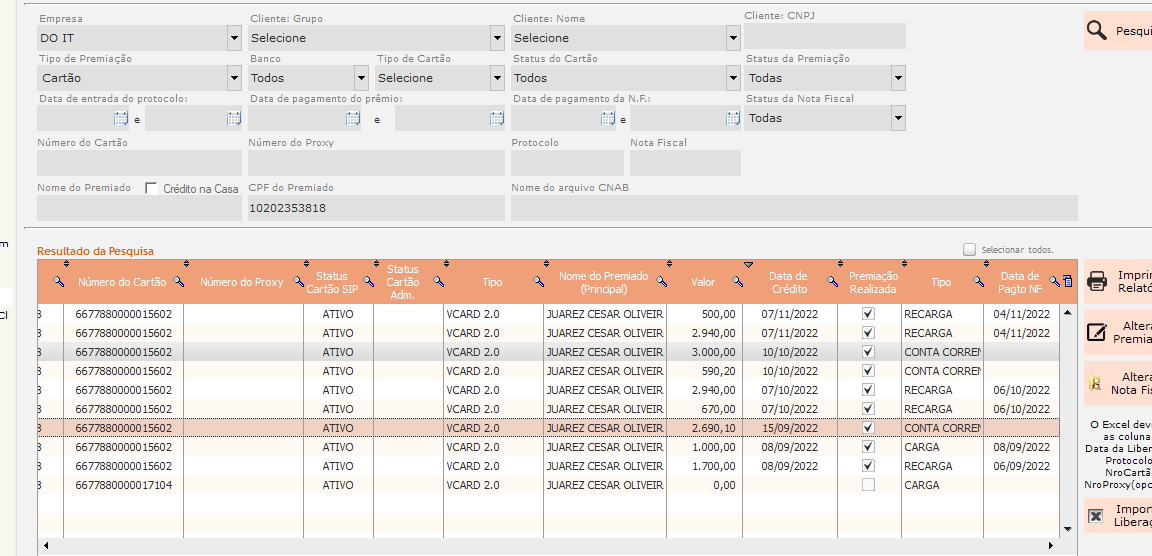 Empresa Cliente: Grupo Cliente: Nome Cliente: CNPJ
DO IT Selecione Selecione Pesqui
Tipo de Premiação Banco Tipo de Cartão Status do Cartão Status da Premiação
Cartão Todos Selecione Todos Todas
Data de entrada do protocolo: Data de pagamento do prêmio: Data de pagamento da N.F.: Status da Nota Fiscal
e e e Todas
Número do Cartão Número do Proxy Protocolo Nota Fiscal
Nome do Premiado Crédito na Casa CPF do Premiado Nome do arquivo CNAB
10202353818
m
Cl
Resultado da Pesquisa Selecionar todos.
Número do Cartão Número do Proxy Status Cartão SIP Status Cartão Adm. Tipo Nome do Premiado (Principal) Valor Data de Crédito Premiação Realizada Tipo Data de Pagto NF
3 6677880000015602 ATIVO VCARD 2.0 JUAREZ CESAR OLIVEIR 500,00 07/11/2022 RECARGA 04/11/2022
3 6677880000015602 ATIVO VCARD 2.0 JUAREZ CESAR OLIVEIR 2.940,00 07/11/2022 RECARGA 04/11/2022
3 6677880000015602 ATIVO VCARD 2.0 JUAREZ CESAR OLIVEIR 3.000,00 10/10/2022 CONTA CORREN
3 6677880000015602 ATIVO VCARD 2.0 JUAREZ CESAR OLIVEIR 590,20 10/10/2022 CONTA CORREN
3 6677880000015602 ATIVO VCARD 2.0 JUAREZ CESAR OLIVEIR 2.940,00 07/10/2022 RECARGA 06/10/2022
3 6677880000015602 ATIVO VCARD 2.0 JUAREZ CESAR OLIVEIR 670,00 07/10/2022 RECARGA 06/10/2022
3 6677880000015602 ATIVO VCARD 2.0 JUAREZ CESAR OLIVEIR 2.690,10 15/09/2022 CONTA CORREN
3 6677880000015602 ATIVO VCARD 2.0 JUAREZ CESAR OLIVEIR 1.000,00 08/09/2022 CARGA 08/09/2022
3 6677880000015602 ATIVO VCARD 2.0 JUAREZ CESAR OLIVEIR 1.700,00 08/09/2022 RECARGA 06/09/2022
3 6677880000017104 ATIVO VCARD 2.0 JUAREZ CESAR OLIVEIR 0,00 CARGA
Imprin
Relató
Altera
Premia
Altera
Nota Fis
O Excel deve
as coluna
Data da Liber
Protocolo
NroCartã
NroProxy(opc
Import
Liberaç